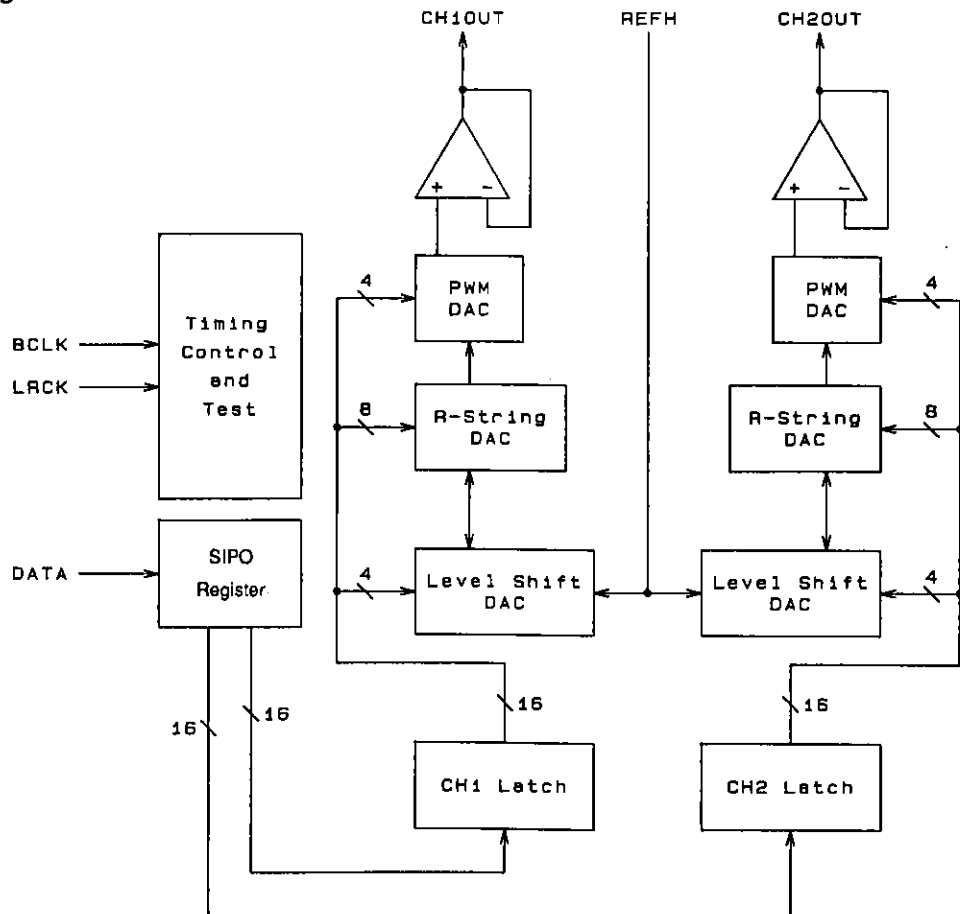 CH1OUT
REFH
CH2OUT
+ -
+ -
PWM
DAC
4
PWM
DAC
4
Timing
Control
and
Test
BCLK
LRCK
8
R-String
DAC
R-String
DAC
8
SIPO
Register
DATA
4
Level Shift
DAC
Level Shift
DAC
4
16
16
16
16
CH1 Latch
CH2 Latch